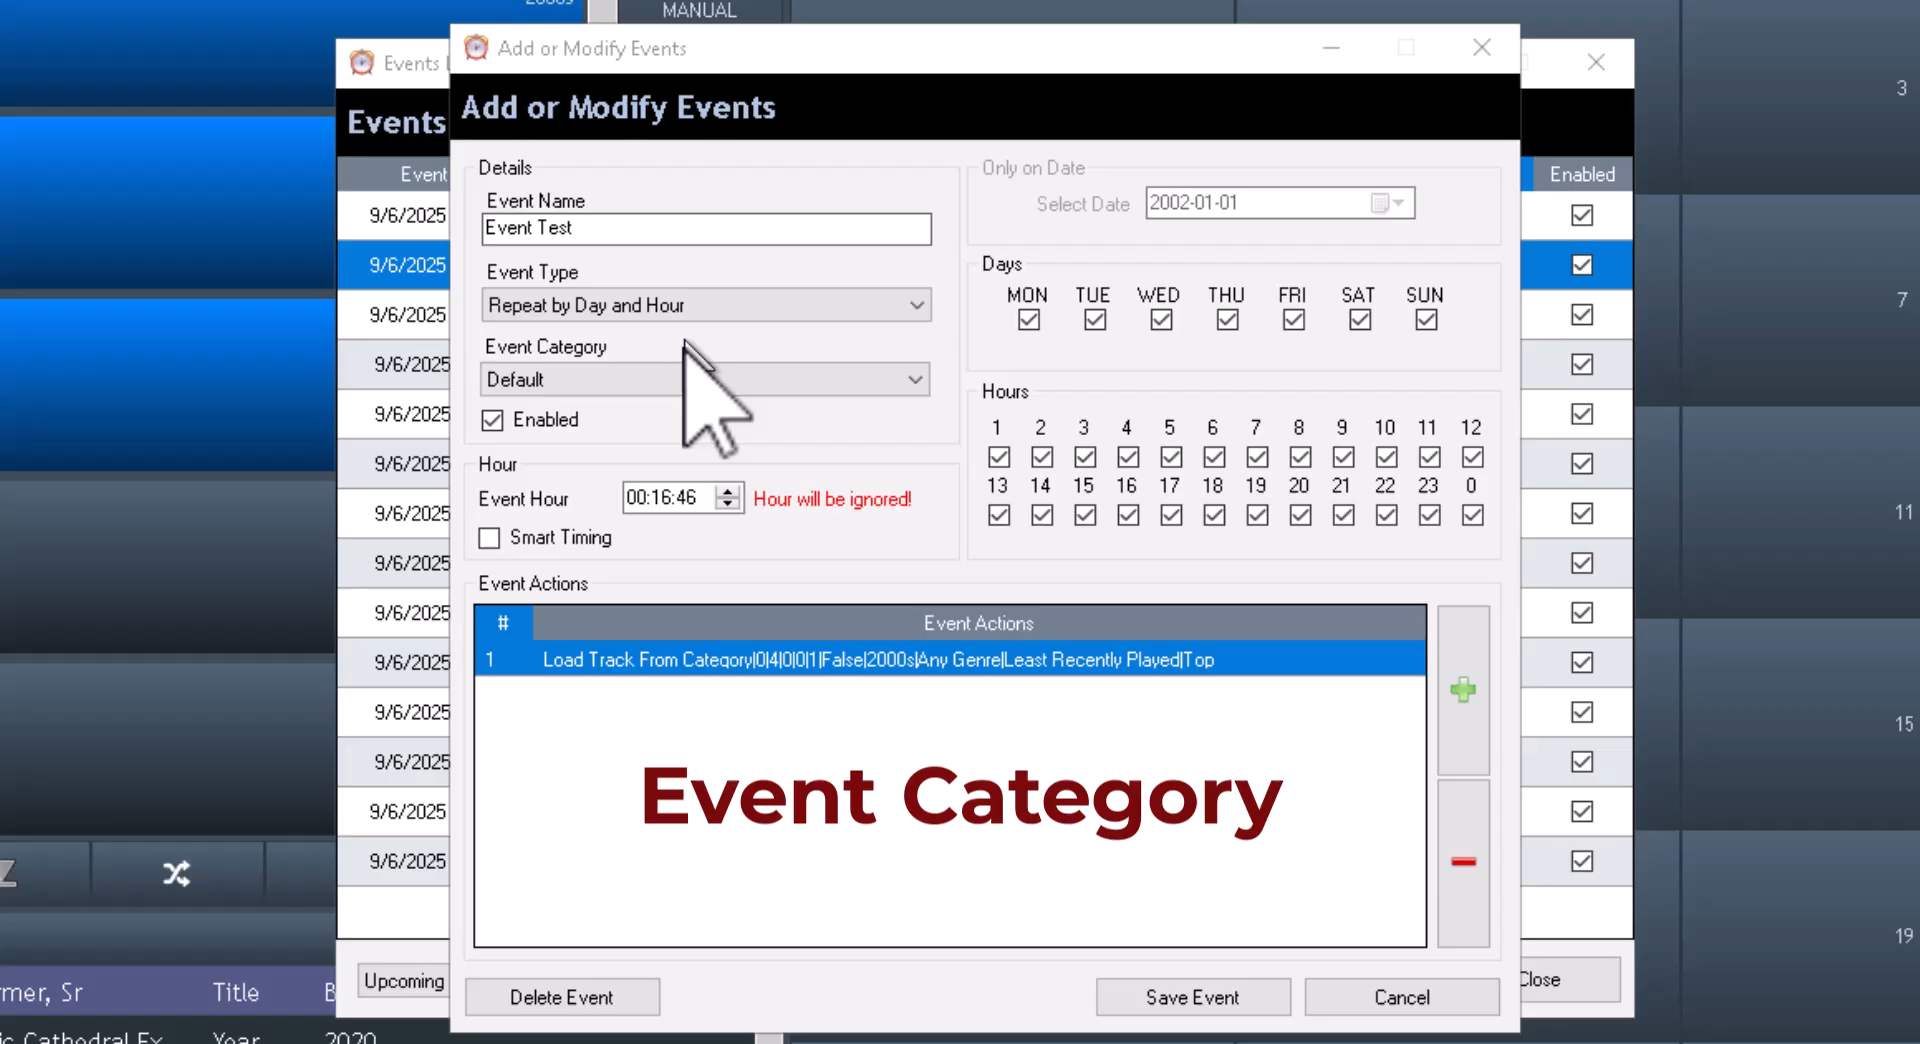 2000s
MANUAL
Add or Modify Events
Events
Add or Modify Events
Events
Event
Enabled
9/6/2025
9/6/2025
9/6/2025
9/6/2025
9/6/2025
9/6/2025
9/6/2025
9/6/2025
9/6/2025
9/6/2025
9/6/2025
9/6/2025
9/6/2025
9/6/2025
Details
Event Name
Event Test
Event Type
Repeat by Day and Hour
Event Category
Default
Enabled
Hour
Event Hour 00:16:46 Hour will be ignored!
Smart Timing
Only on Date
Select Date 2002-01-01
Days
MON TUE WED THU FRI SAT SUN
Hours
1 2 3 4 5 6 7 8 9 10 11 12
13 14 15 16 17 18 19 20 21 22 23 0
Event Actions
# Event Actions
1 Load Track From Category|0|4|0|0|1|False|2000s|Any Genre|Least Recently Played|Top
Event Category
Delete Event Save Event Cancel
Upcoming
Close
3
7
11
15
19
rmer, Sr Title B
ic Cathedral Ex Year 2020